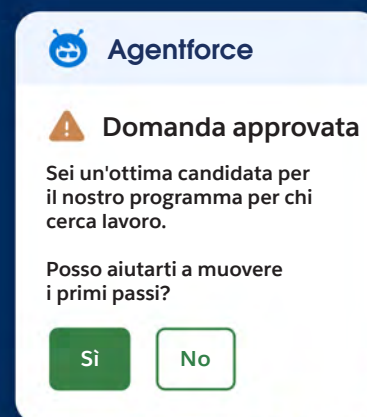 Agentforce
Domanda approvata
Sei un'ottima candidata per
il nostro programma per chi
cerca lavoro.
Posso aiutarti a muovere
i primi passi?
Sì
No